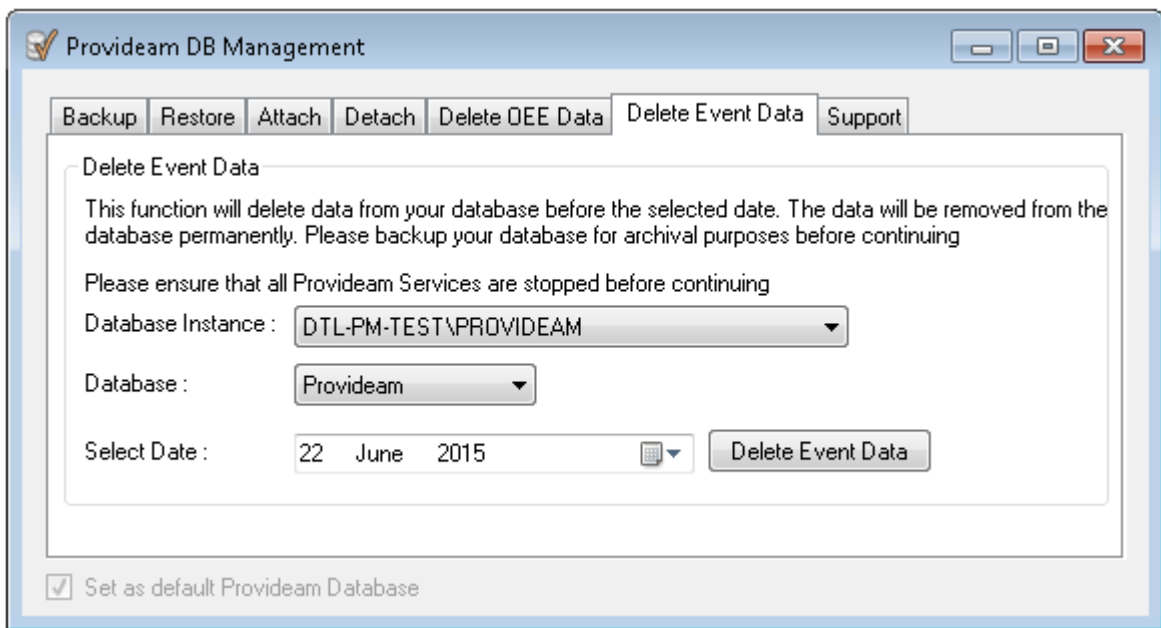 Provideam DB Management
Backup Restore Attach Detach Delete OEE Data Delete Event Data Support
Delete Event Data
This function will delete data from your database before the selected date. The data will be removed from the
database permanently. Please backup your database for archival purposes before continuing
Please ensure that all Provideam Services are stopped before continuing
Database Instance : DTL-PM-TEST\PROVIDEAM
Database : Provideam
Select Date : 22 June 2015 Delete Event Data
Set as default Provideam Database